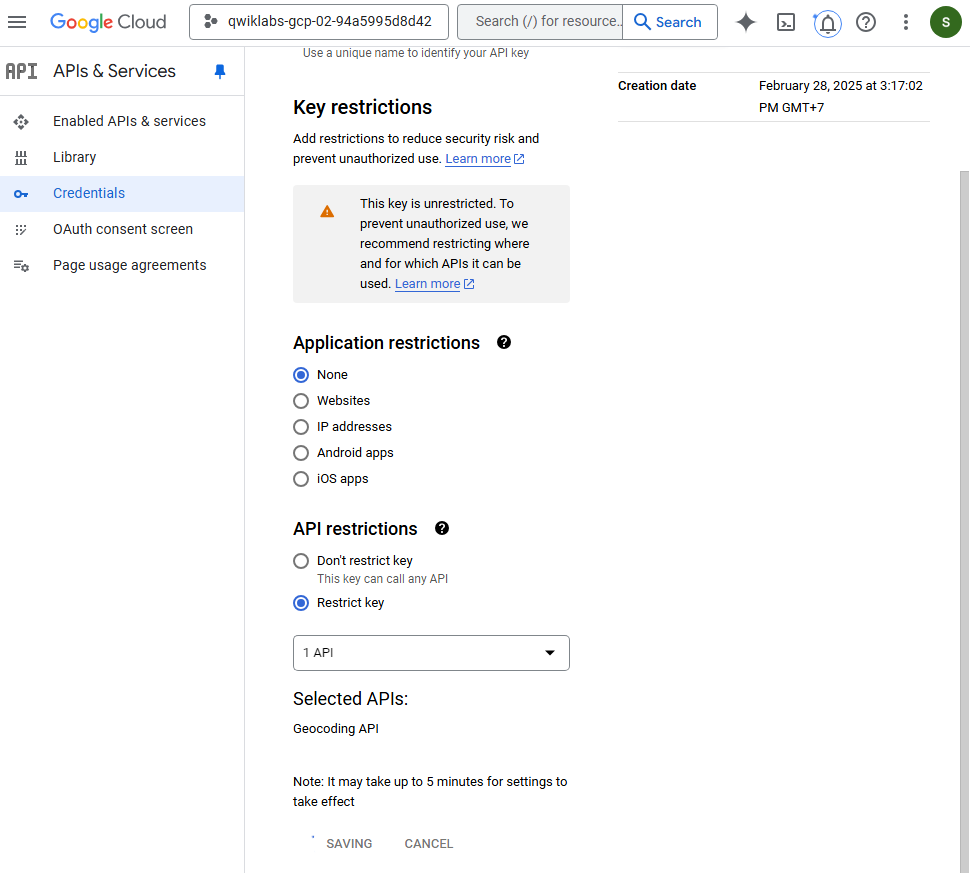 Google Cloud
qwiklabs-gcp-02-94a5995d8d42
Search (/) for resource..
Search
S
API
APIs & Services
Enabled APIs & services
Library
Credentials
OAuth consent screen
Page usage agreements
Use a unique name to identify your API key
Key restrictions
Add restrictions to reduce security risk and
prevent unauthorized use. Learn more
This key is unrestricted. To
prevent unauthorized use, we
recommend restricting where
and for which APIs it can be
used. Learn more
Application restrictions
None
Websites
IP addresses
Android apps
iOS apps
API restrictions
Don't restrict key
This key can call any API
Restrict key
1 API
Selected APIs:
Geocoding API
Note: It may take up to 5 minutes for settings to
take effect
SAVING CANCEL
Creation date
February 28, 2025 at 3:17:02
PM GMT+7